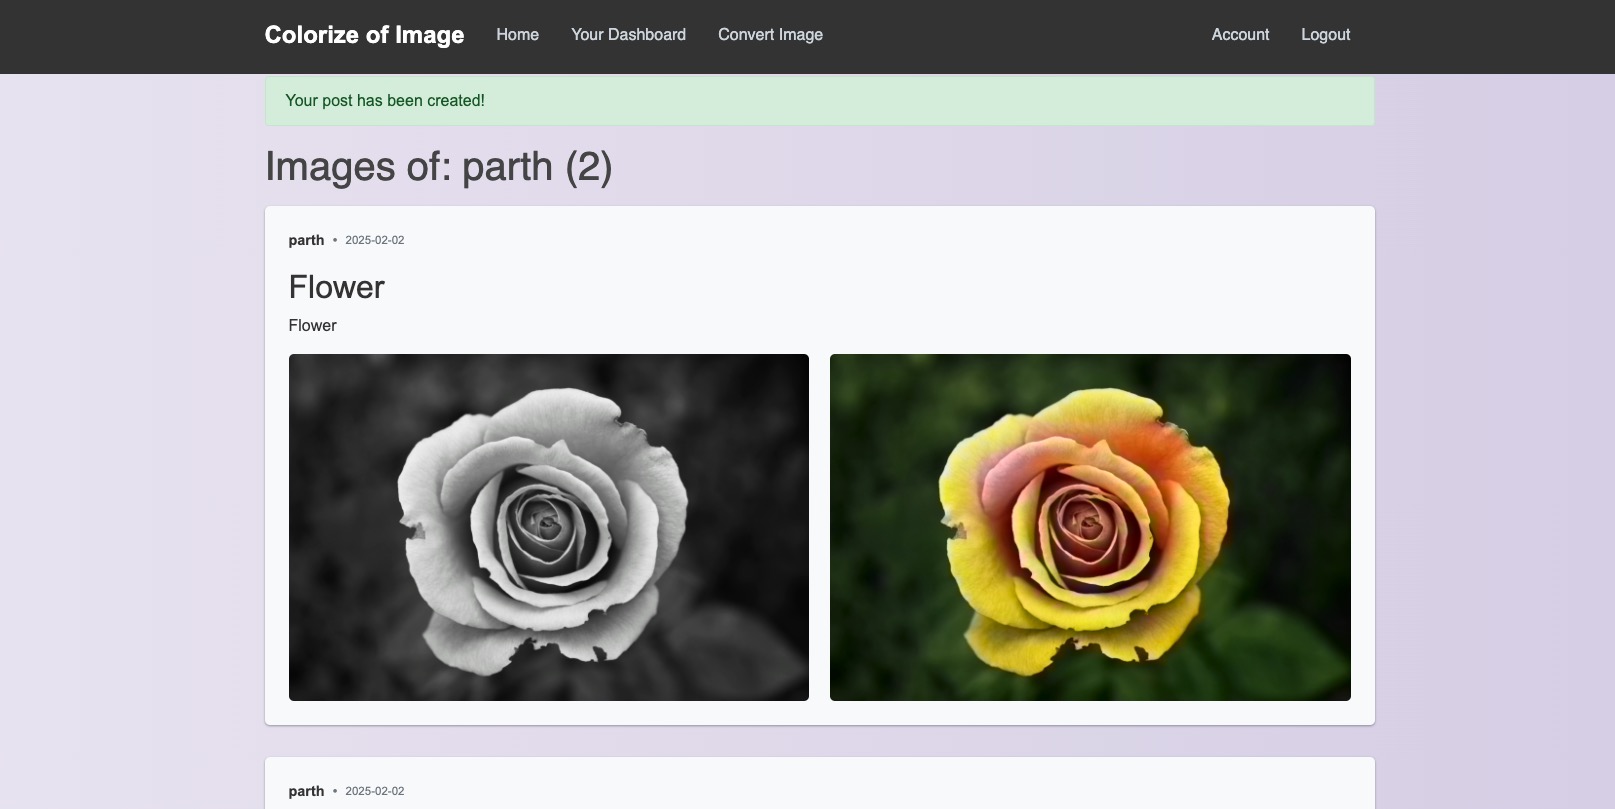 Colorize of Image Home Your Dashboard Convert Image Account Logout
Your post has been created!
Images of: parth (2)
parth • 2025-02-02
Flower
Flower
parth • 2025-02-02